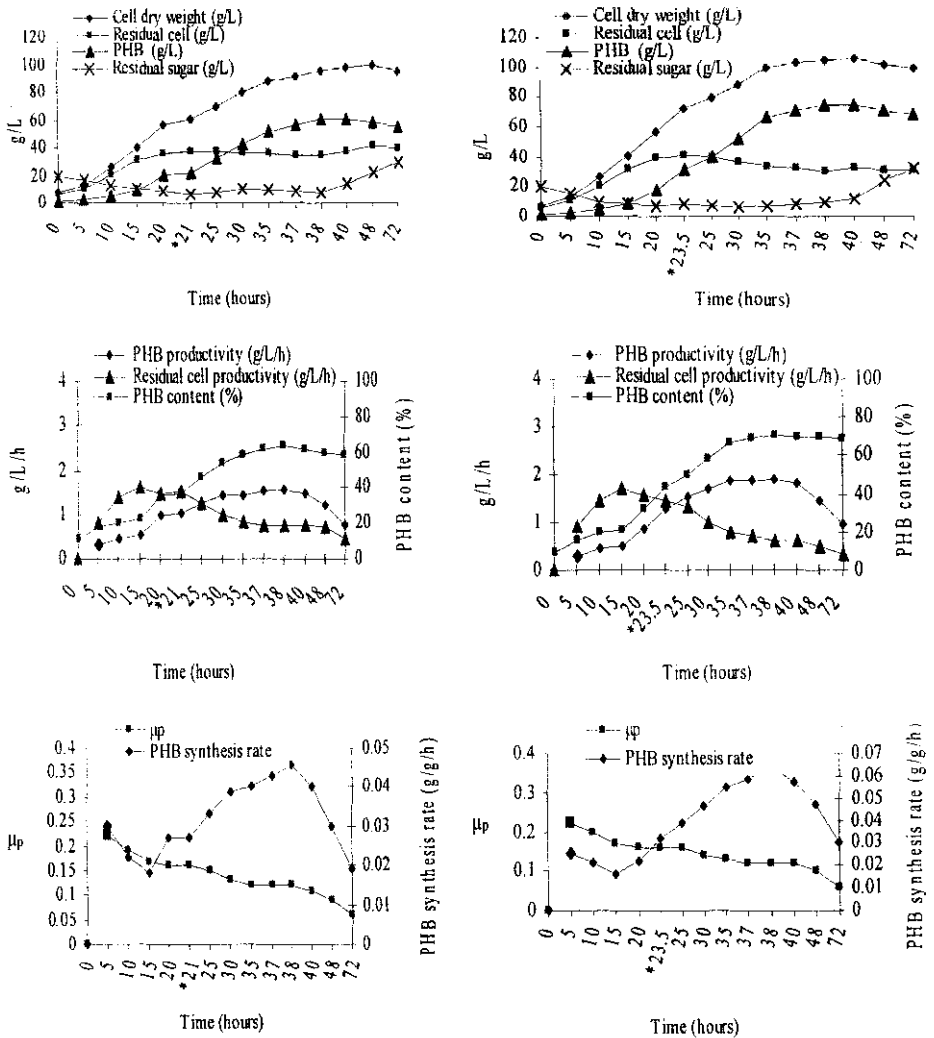 Cell dry weight (g/L)
Residual cell (g/L)
PHB (g/L)
Residual sugar (g/L)
120
100
80
60
40
20
0
g/L
0 5 10 15 20 *21 25 30 35 37 38 40 48 72
Time (hours)
Cell dry weight (g/L)
Residual cell (g/L)
PHB (g/L)
Residual sugar (g/L)
120
100
80
60
40
20
0
g/L
0 5 10 15 20 *23.5 25 30 35 37 38 40 48 72
Time (hours)
PHB productivity (g/L/h)
Residual cell productivity (g/L/h)
PHB content (%)
4
3
2
1
0
g/L/h
100
80
60
40
20
0
PHB content (%)
0 5 10 15 20 *21 25 30 35 37 38 40 48 72
Time (hours)
PHB productivity (g/L/h)
Residual cell productivity (g/L/h)
PHB content (%)
4
3
2
1
0
g/L/h
100
80
60
40
20
0
PHB content (%)
0 5 10 15 20 *23.5 25 30 35 37 38 40 48 72
Time (hours)
μp
PHB synthesis rate
0.4
0.35
0.3
0.25
0.2
0.15
0.1
0.05
0
μp
0.05
0.04
0.03
0.02
0.01
0
PHB synthesis rate (g/g/h)
0 5 10 15 20 *21 25 30 35 37 38 40 48 72
Time (hours)
μp
PHB synthesis rate
0.4
0.3
0.2
0.1
0
μp
0.07
0.06
0.05
0.04
0.03
0.02
0.01
0
PHB synthesis rate (g/g/h)
0 5 10 15 20 *23.5 25 30 35 37 38 40 48 72
Time (hours)